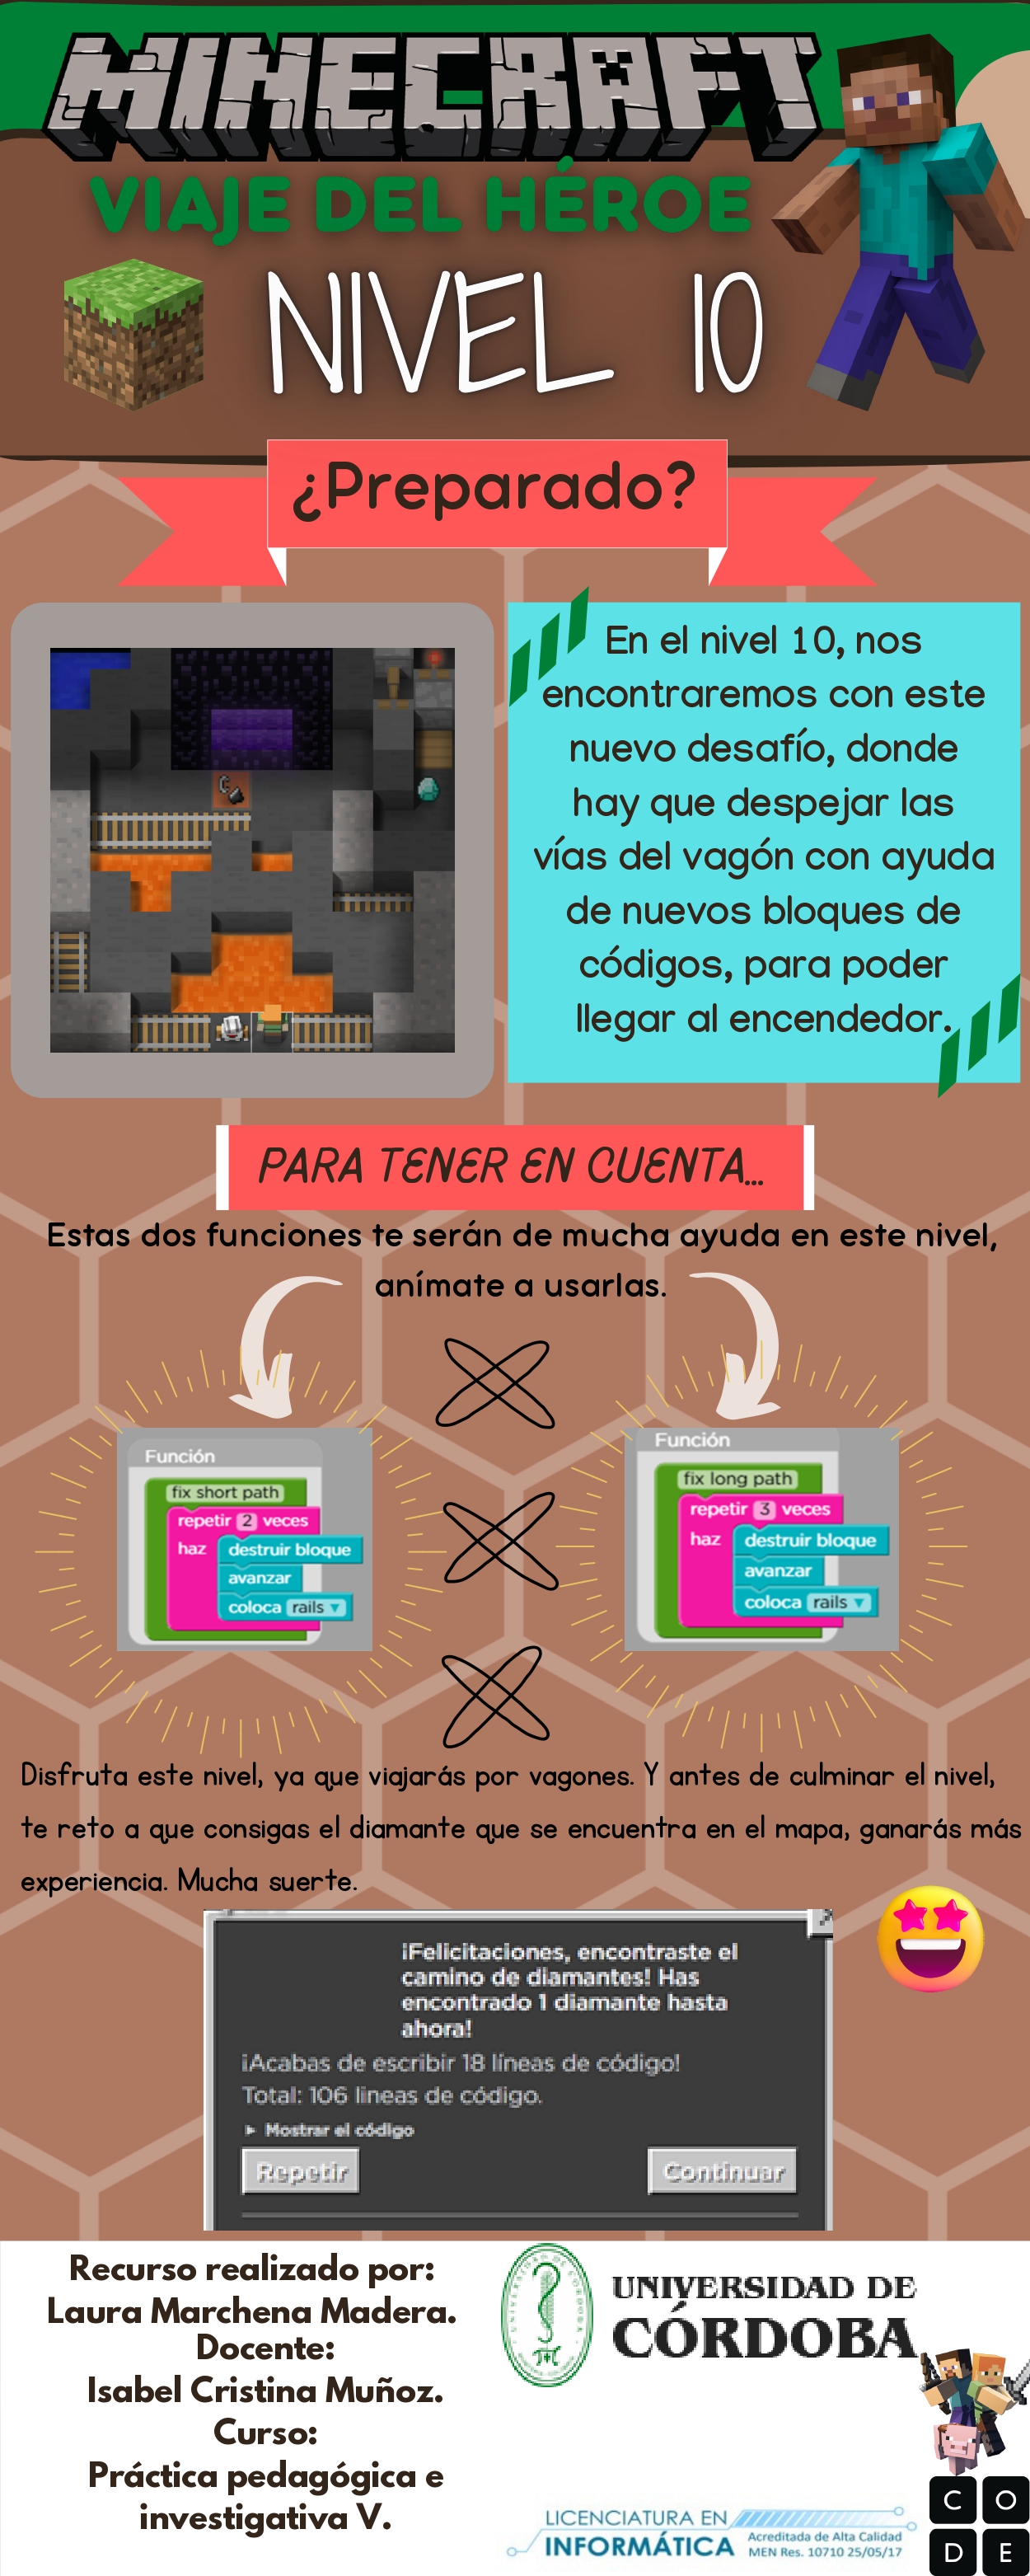 MINECRAFT
VIAJE DEL HÉROE
NIVEL 10
¿Preparado?
En el nivel 10, nos
encontraremos con este
nuevo desafío, donde
hay que despejar las
vías del vagón con ayuda
de nuevos bloques de
códigos, para poder
llegar al encendedor.
PARA TENER EN CUENTA...
Estas dos funciones te serán de mucha ayuda en este nivel,
anímate a usarlas.
Función
fix short path
repetir 2 veces
haz destruir bloque
avanzar
coloca rails
Función
fix long path
repetir 3 veces
haz destruir bloque
avanzar
coloca rails
Disfruta este nivel, ya que viajarás por vagones. Y antes de culminar el nivel,
te reto a que consigas el diamante que se encuentra en el mapa, ganarás más
experiencia. Mucha suerte.
¡Felicitaciones, encontraste el
camino de diamantes! Has
encontrado 1 diamante hasta
ahora!
¡Acabas de escribir 18 líneas de código!
Total: 106 lineas de código.
Mostrar el código
Repetir
Continuar
Recurso realizado por:
Laura Marchena Madera.
Docente:
Isabel Cristina Muñoz.
Curso:
Práctica pedagógica e
investigativa V.
UNIVERSIDAD DE
CÓRDOBA
LICENCIATURA EN
INFORMÁTICA
Acreditada de Alta Calidad
MEN Res. 10710 25/05/17
C O
D E